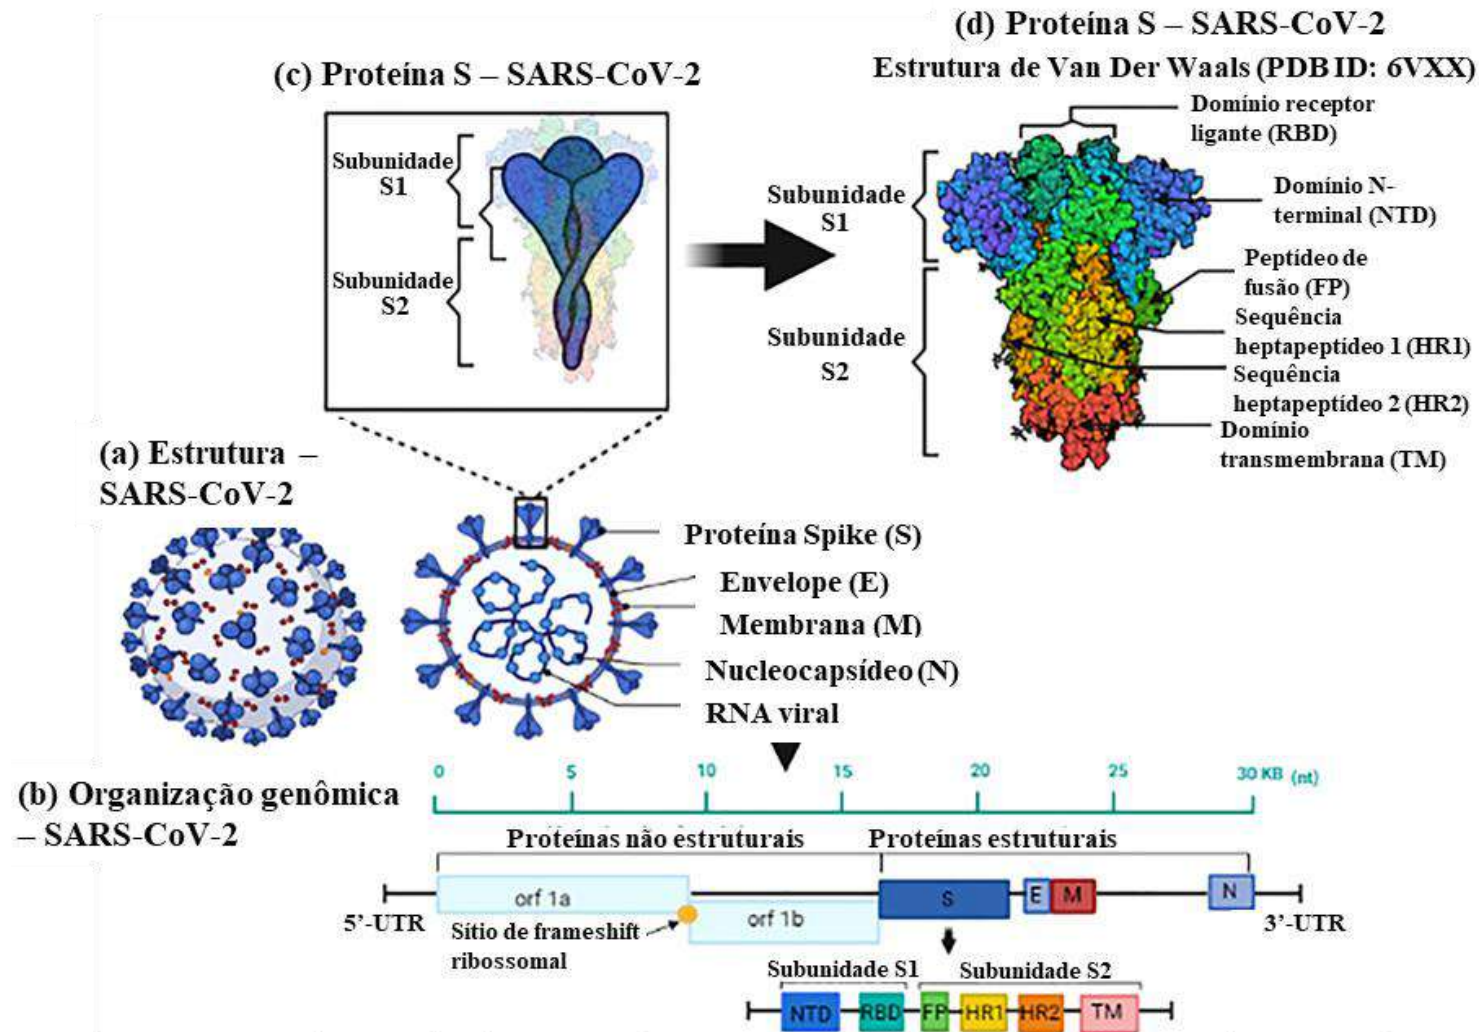 (d) Proteína S – SARS-CoV-2
Estrutura de Van Der Waals (PDB ID: 6VXX)
(c) Proteína S – SARS-CoV-2
Subunidade
S1
Subunidade
S2
Domínio receptor
ligante (RBD)
Subunidade
S1
Domínio N-
terminal (NTD)
Peptídeo de
fusão (FP)
Subunidade
S2
Sequência
heptapeptídeo 1 (HR1)
Sequência
heptapeptídeo 2 (HR2)
Domínio
transmembrana (TM)
(a) Estrutura –
SARS-CoV-2
Proteína Spike (S)
Envelope (E)
Membrana (M)
Nucleocapsídeo (N)
RNA viral
(b) Organização genômica
– SARS-CoV-2
0 5 10 15 20 25 30 KB (nt)
Proteínas não estruturais Proteínas estruturais
orf 1a S E M N
5’-UTR orf 1b 3’-UTR
Sítio de frameshift
ribossomal
Subunidade S1 Subunidade S2
NTD RBD FP HR1 HR2 TM